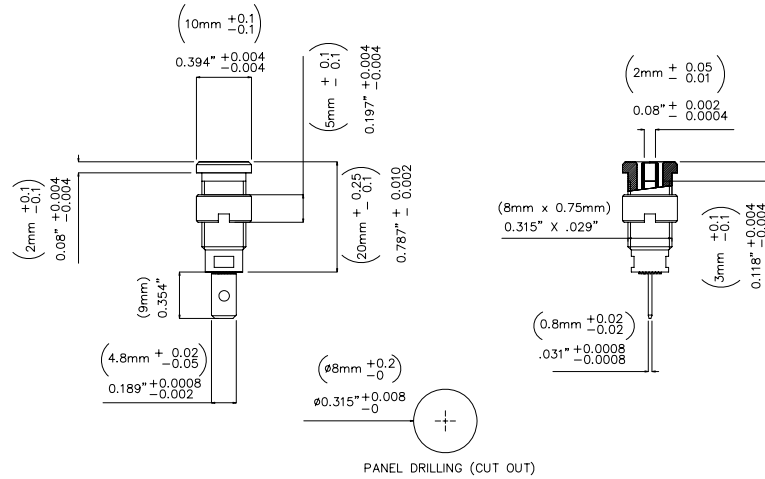 (10mm +0.1 -0.1)
0.394" +0.004 -0.004
(5mm + 0.1 - 0.1)
0.197" +0.004 -0.004
(2mm +0.1 -0.1)
0.08" +0.004 -0.004
(20mm + 0.25 - 0.1)
0.787" + 0.010 - 0.002
(9mm)
0.354"
(4.8mm + 0.02 -0.05)
0.189" +0.0008 -0.002
(ø8mm +0.2 -0)
ø0.315" +0.008 -0
PANEL DRILLING (CUT OUT)
(2mm + 0.05 - 0.01)
0.08" + 0.002 - 0.0004
(8mm x 0.75mm)
0.315" X .029"
(3mm +0.1 -0.1)
0.118" +0.004 -0.004
(0.8mm +0.02 -0.02)
.031" +0.0008 -0.0008